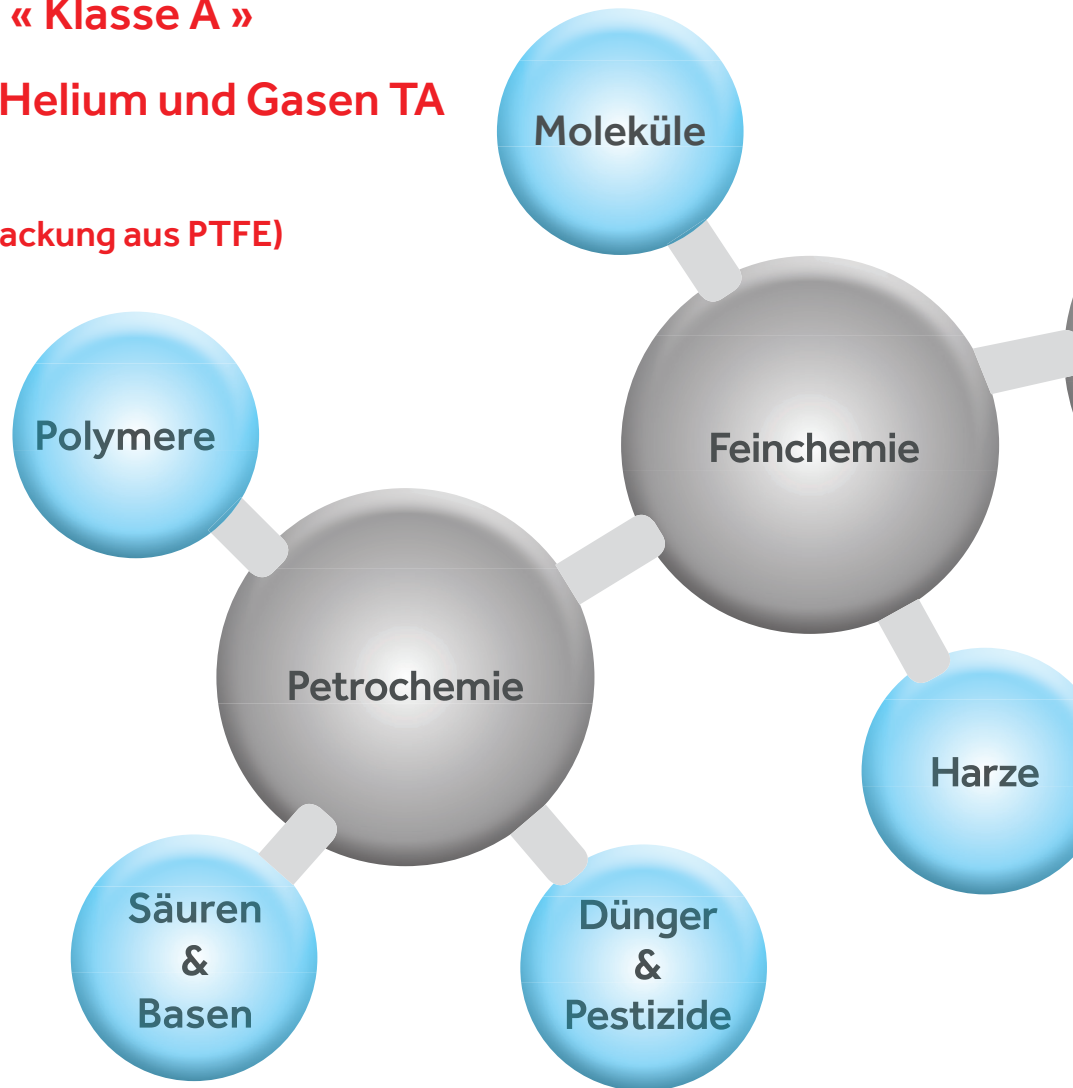 « Klasse A »
Helium und Gasen TA
Moleküle
ackung aus PTFE)
Polymere
Feinchemie
Petrochemie
Harze
Säuren
&
Basen
Dünger
&
Pestizide